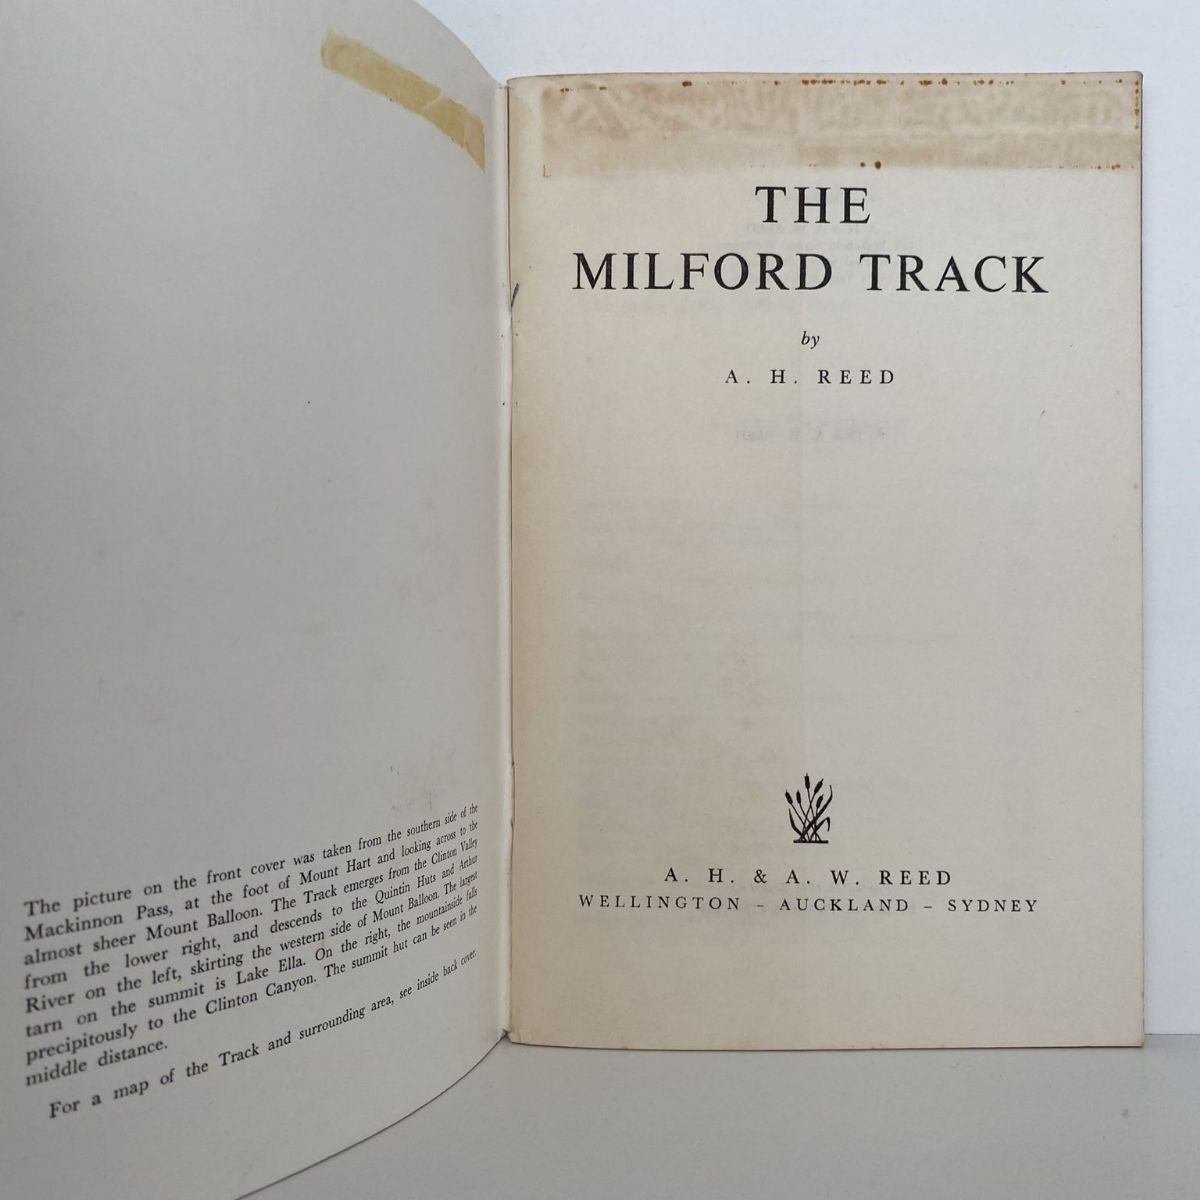 The picture on the front cover was taken from the southern side of the
Mackinnon Pass, at the foot of Mount Hart and looking across to the
almost sheer Mount Balloon. The Track emerges from the Clinton Valley
from the lower right, and descends to the Quintin Huts and Arthur
River on the left, skirting the western side of Mount Balloon. The largest
tarn on the summit is Lake Ella. On the right, the mountainside falls
precipitously to the Clinton Canyon. The summit hut can be seen in the
middle distance.
For a map of the Track and surrounding area, see inside back cover.
THE
MILFORD TRACK
by
A. H. REED
A. H. & A. W. REED
WELLINGTON – AUCKLAND – SYDNEY